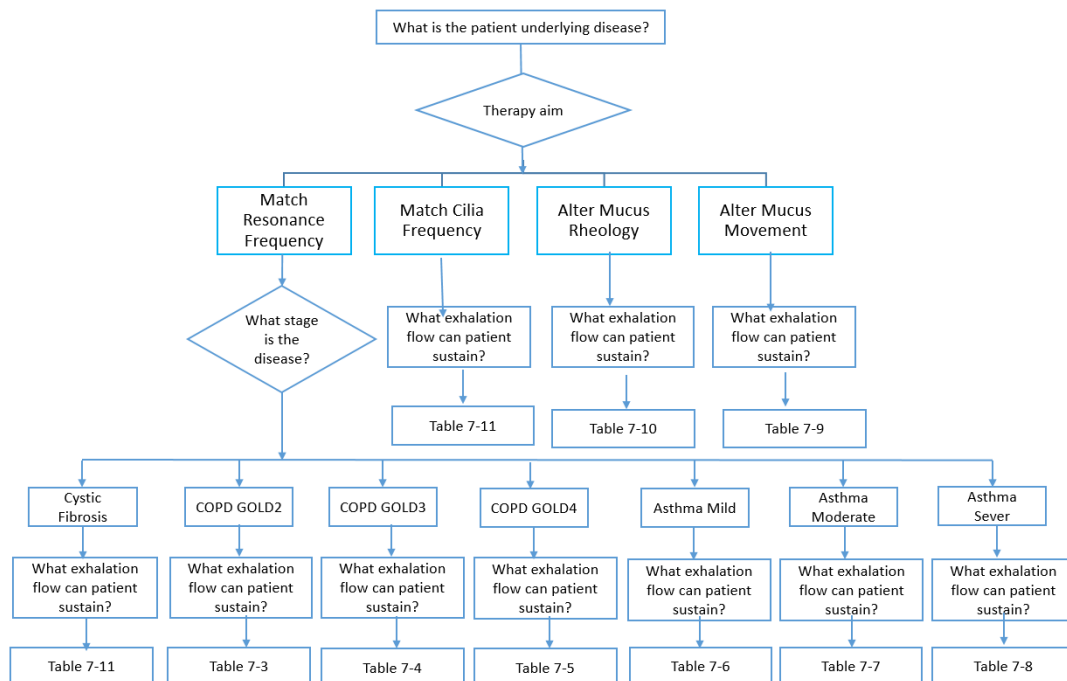 What is the patient underlying disease?
Therapy aim
Match
Resonance
Frequency
Match Cilia
Frequency
Alter Mucus
Rheology
Alter Mucus
Movement
What stage
is the
disease?
What exhalation
flow can patient
sustain?
What exhalation
flow can patient
sustain?
What exhalation
flow can patient
sustain?
Table 7-11
Table 7-10
Table 7-9
Cystic
Fibrosis
COPD GOLD2
COPD GOLD3
COPD GOLD4
Asthma Mild
Asthma
Moderate
Asthma
Sever
What exhalation
flow can patient
sustain?
What exhalation
flow can patient
sustain?
What exhalation
flow can patient
sustain?
What exhalation
flow can patient
sustain?
What exhalation
flow can patient
sustain?
What exhalation
flow can patient
sustain?
What exhalation
flow can patient
sustain?
Table 7-11
Table 7-3
Table 7-4
Table 7-5
Table 7-6
Table 7-7
Table 7-8